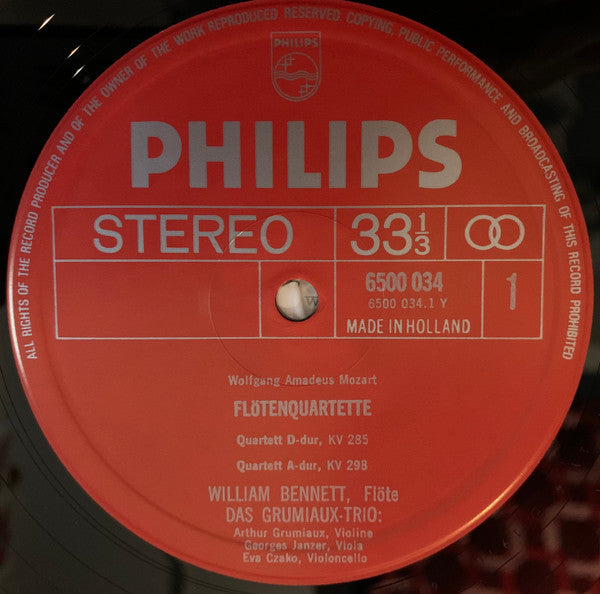 ALL RIGHTS OF THE RECORD PRODUCER AND OF THE OWNER OF THE WORK REPRODUCED RESERVED. COPYING, PUBLIC PERFORMANCE AND BROADCASTING OF THIS RECORD PROHIBITED
PHILIPS
PHILIPS
STEREO 33 1/3
6500 034 1
6500 034.1 Y
MADE IN HOLLAND
Wolfgang Amadeus Mozart
FLÖTENQUARTETTE
Quartett D-dur, KV 285
Quartett A-dur, KV 298
WILLIAM BENNETT, Flöte
DAS GRUMIAUX-TRIO:
Arthur Grumiaux, Violine
Georges Janzer, Viola
Eva Czako, Violoncello